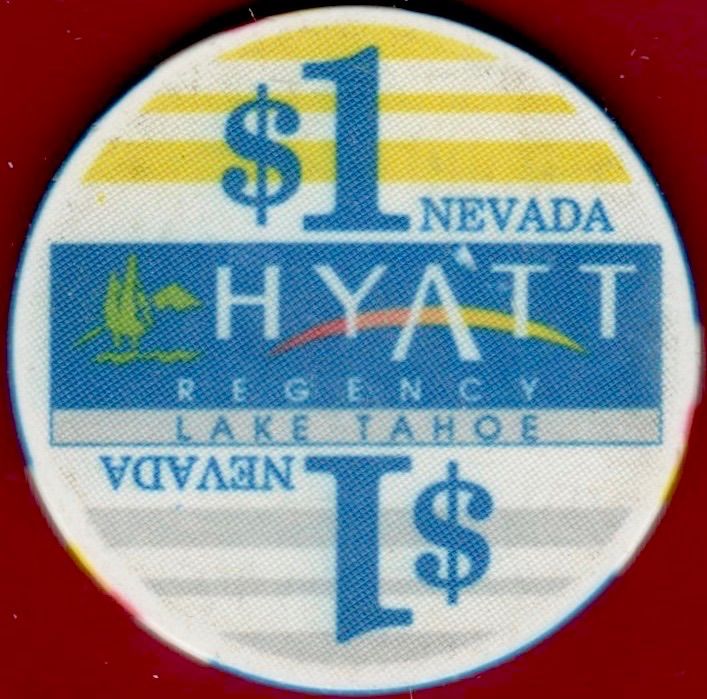 $1
NEVADA
HYATT
REGENCY
LAKE TAHOE
NEVADA
$1